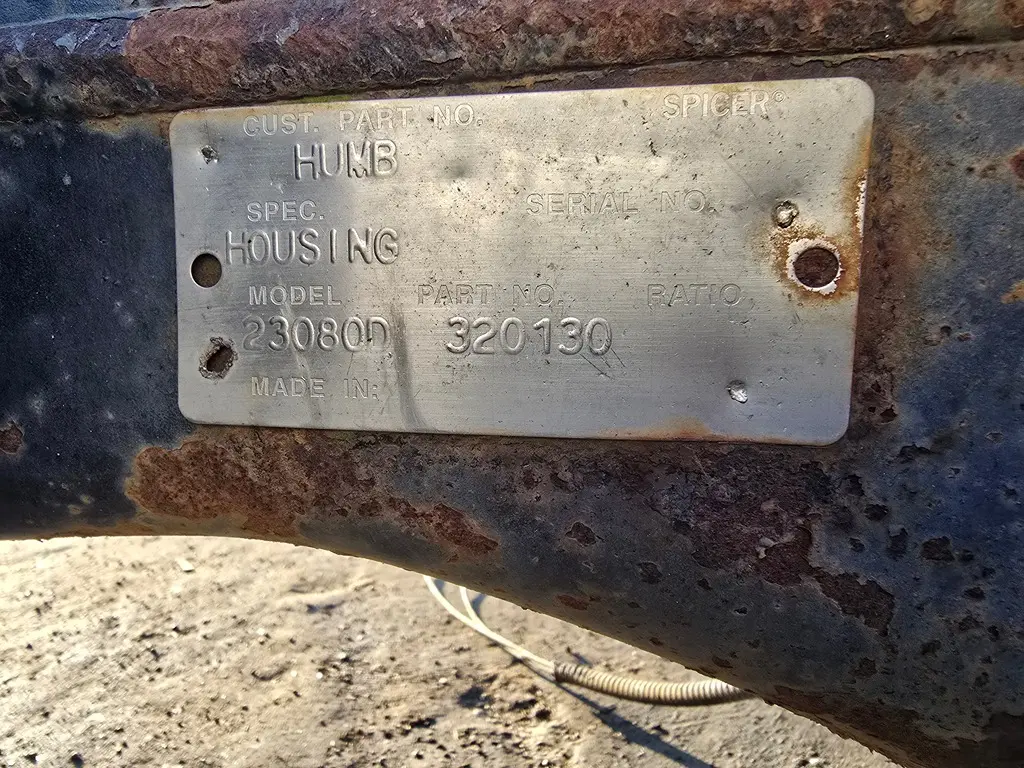 CUST. PART NO. SPICER®
HUMB
SPEC. SERIAL NO.
HOUSING
MODEL PART NO. RATIO
23080D 320130
MADE IN: